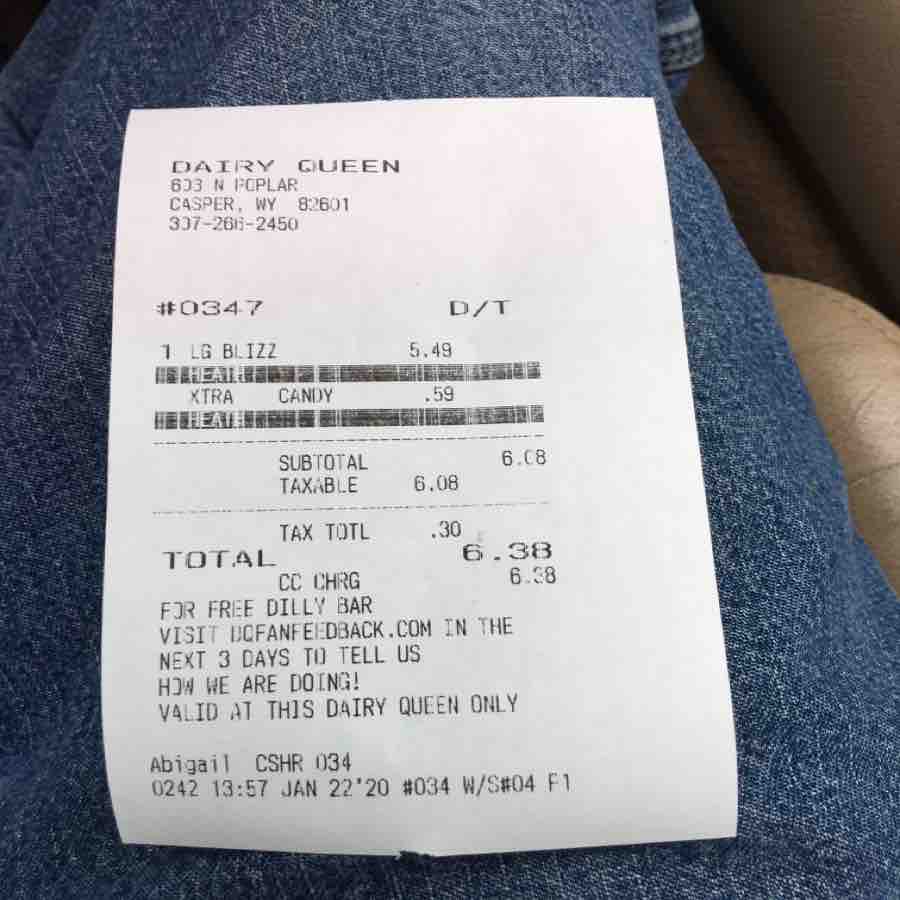 DAIRY QUEEN
603 N POPLAR
CASPER, WY 82601
307-266-2450
#0347 D/T
1 LG BLIZZ 5.49
HEATH
XTRA CANDY .59
HEATH
SUBTOTAL 6.08
TAXABLE 6.08
TAX TOTL .30
TOTAL 6.38
CC CHRG 6.38
FOR FREE DILLY BAR
VISIT DQFANFEEDBACK.COM IN THE
NEXT 3 DAYS TO TELL US
HOW WE ARE DOING!
VALID AT THIS DAIRY QUEEN ONLY
Abigail CSHR 034
0242 13:57 JAN 22'20 #034 W/S#04 F1